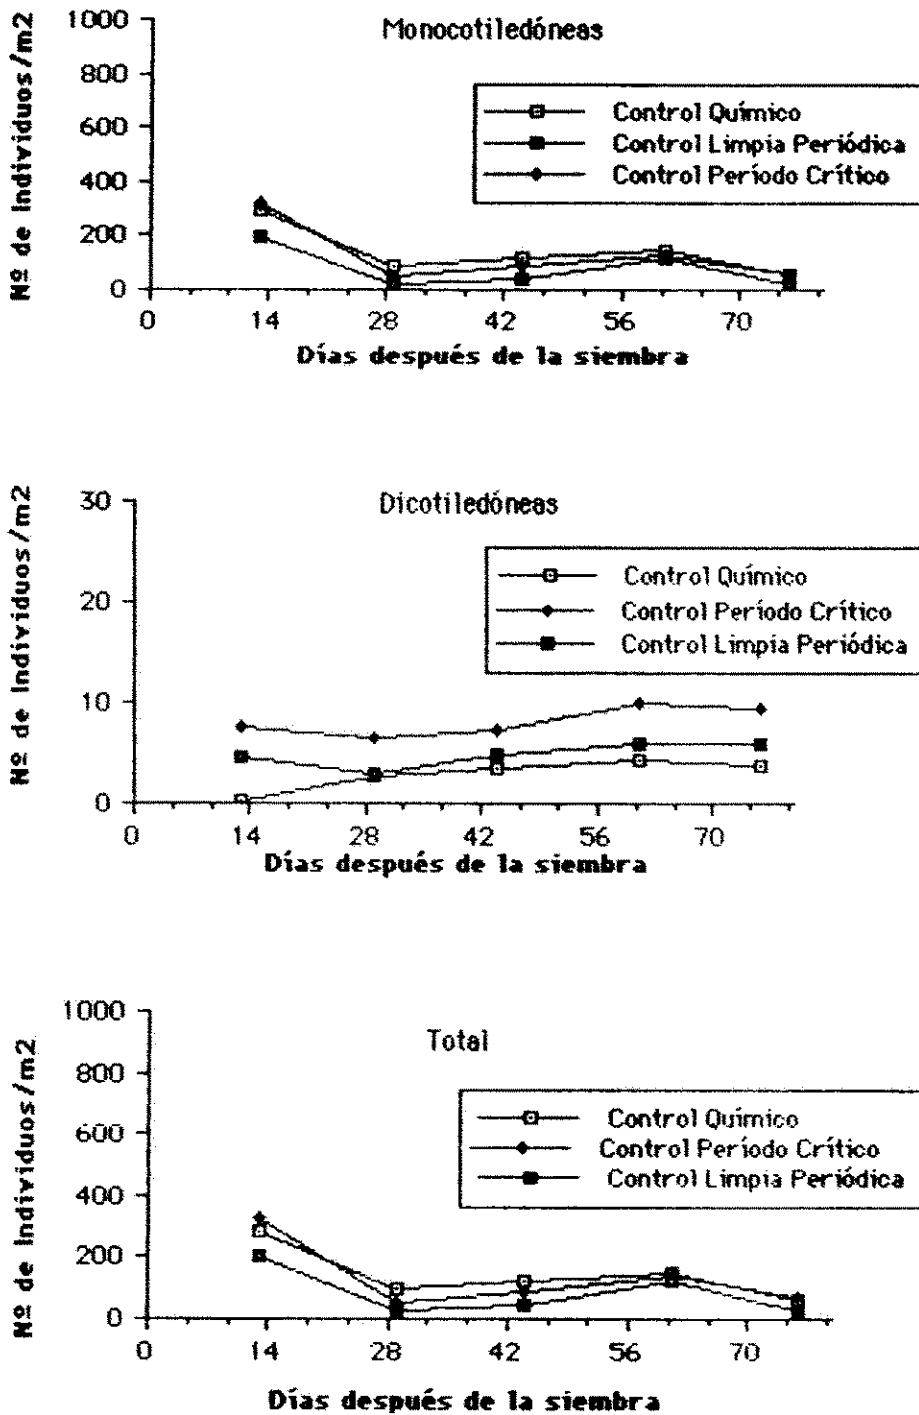 Monocotiledóneas
Nº de Individuos/m2
1000
800
600
400
200
0
Control Químico
Control Limpia Periódica
Control Período Crítico
0 14 28 42 56 70
Días después de la siembra
Dicotiledóneas
Nº de Individuos/m2
30
20
10
0
Control Químico
Control Período Crítico
Control Limpia Periódica
0 14 28 42 56 70
Días después de la siembra
Total
Nº de Individuos/m2
1000
800
600
400
200
0
Control Químico
Control Período Crítico
Control Limpia Periódica
0 14 28 42 56 70
Días después de la siembra